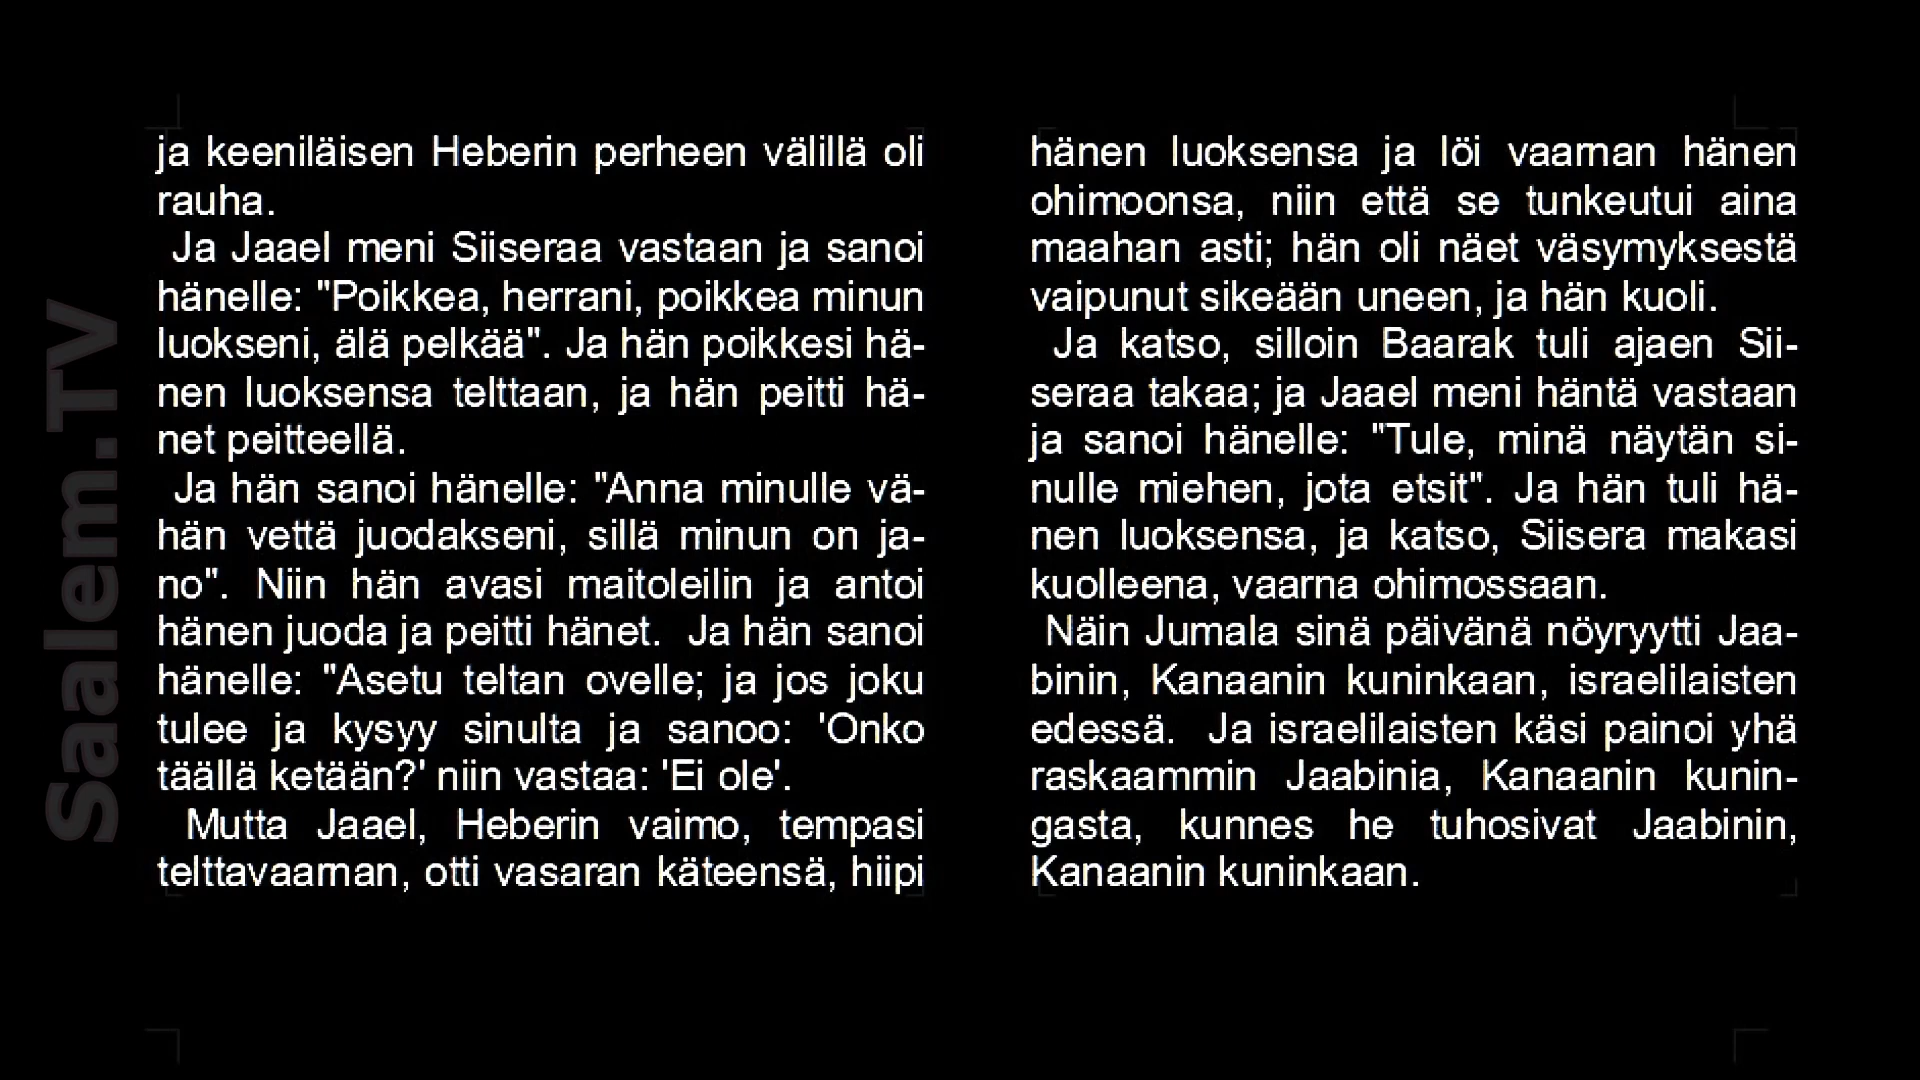 Saalem.TV
ja keeniläisen Heberin perheen välillä oli
rauha.
Ja Jaael meni Siiseraa vastaan ja sanoi
hänelle: "Poikkea, herrani, poikkea minun
luokseni, älä pelkää". Ja hän poikkesi hä-
nen luoksensa telttaan, ja hän peitti hä-
net peitteellä.
Ja hän sanoi hänelle: "Anna minulle vä-
hän vettä juodakseni, sillä minun on ja-
no". Niin hän avasi maitoleilin ja antoi
hänen juoda ja peitti hänet. Ja hän sanoi
hänelle: "Asetu teltan ovelle; ja jos joku
tulee ja kysyy sinulta ja sanoo: 'Onko
täällä ketään?' niin vastaa: 'Ei ole'.
Mutta Jaael, Heberin vaimo, tempasi
telttavaarnan, otti vasaran käteensä, hiipi
hänen luoksensa ja löi vaarnan hänen
ohimoonsa, niin että se tunkeutui aina
maahan asti; hän oli näet väsymyksestä
vaipunut sikeään uneen, ja hän kuoli.
Ja katso, silloin Baarak tuli ajaen Sii-
seraa takaa; ja Jaael meni häntä vastaan
ja sanoi hänelle: "Tule, minä näytän si-
nulle miehen, jota etsit". Ja hän tuli hä-
nen luoksensa, ja katso, Siisera makasi
kuolleena, vaarna ohimossaan.
Näin Jumala sinä päivänä nöyryytti Jaa-
binin, Kanaanin kuninkaan, israelilaisten
edessä. Ja israelilaisten käsi painoi yhä
raskaammin Jaabinia, Kanaanin kunin-
gasta, kunnes he tuhosivat Jaabinin,
Kanaanin kuninkaan.